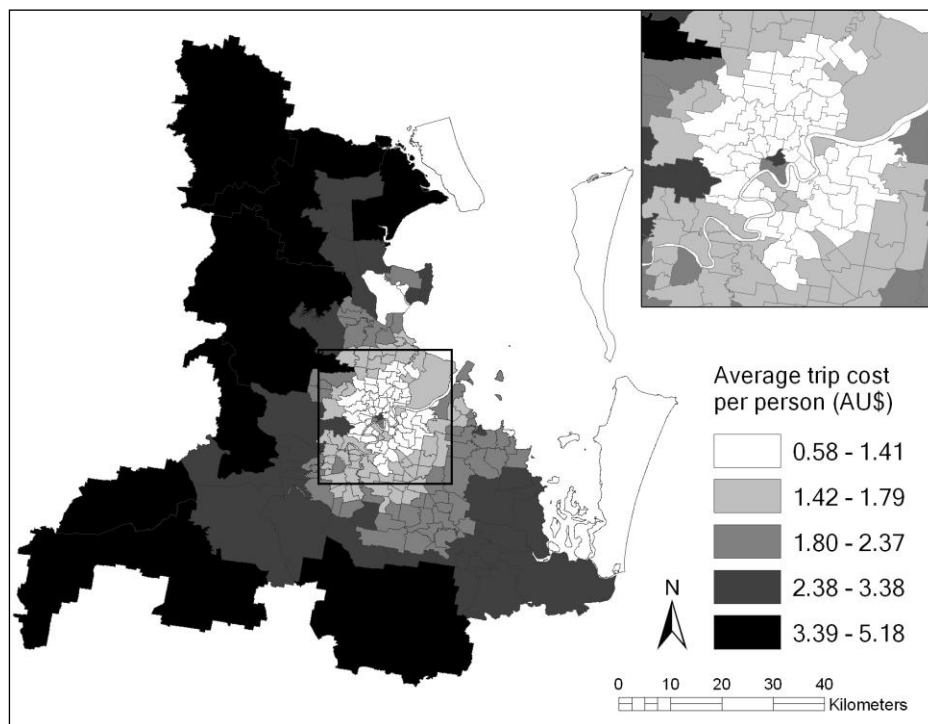 Average trip cost
per person (AU$)
0.58 - 1.41
1.42 - 1.79
1.80 - 2.37
2.38 - 3.38
3.39 - 5.18
N
0 5 10 20 30 40
Kilometers